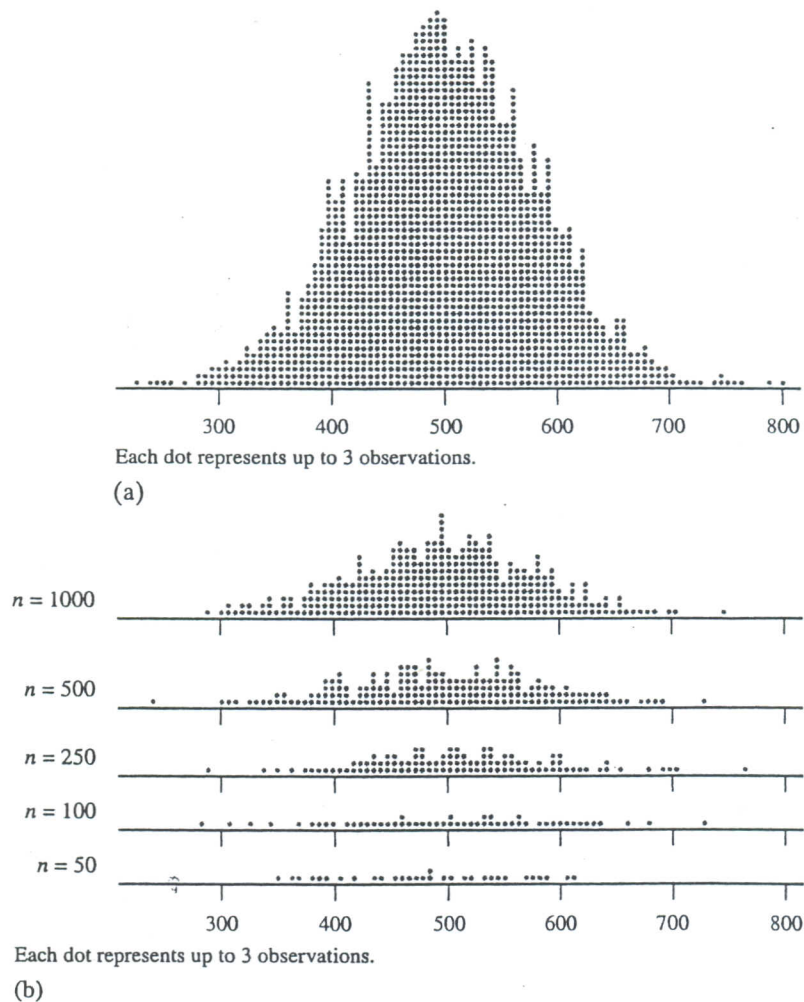 300 400 500 600 700 800
Each dot represents up to 3 observations.
(a)
n = 1000
n = 500
n = 250
n = 100
n = 50
300 400 500 600 700 800
Each dot represents up to 3 observations.
(b)